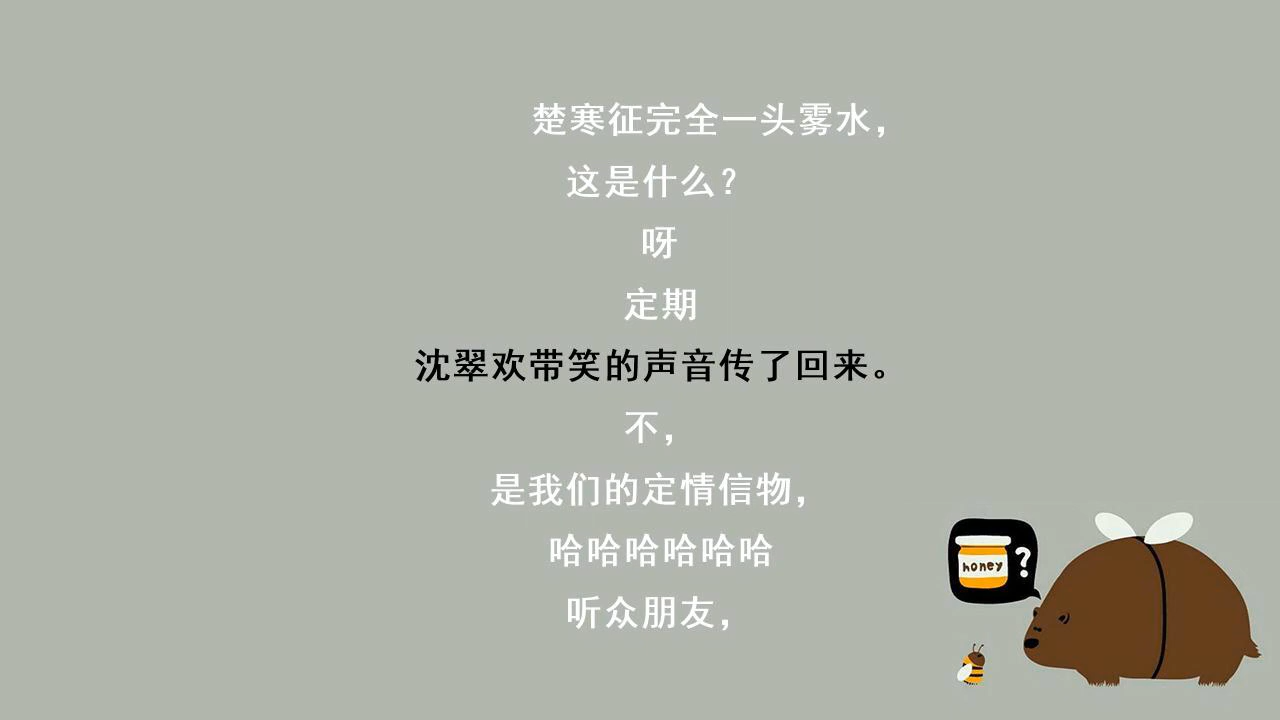 楚寒征完全一头雾水，
这是什么？
呀
定期
沈翠欢带笑的声音传了回来。
不，
是我们的定情信物，
哈哈哈哈哈哈
听众朋友，
honey
?